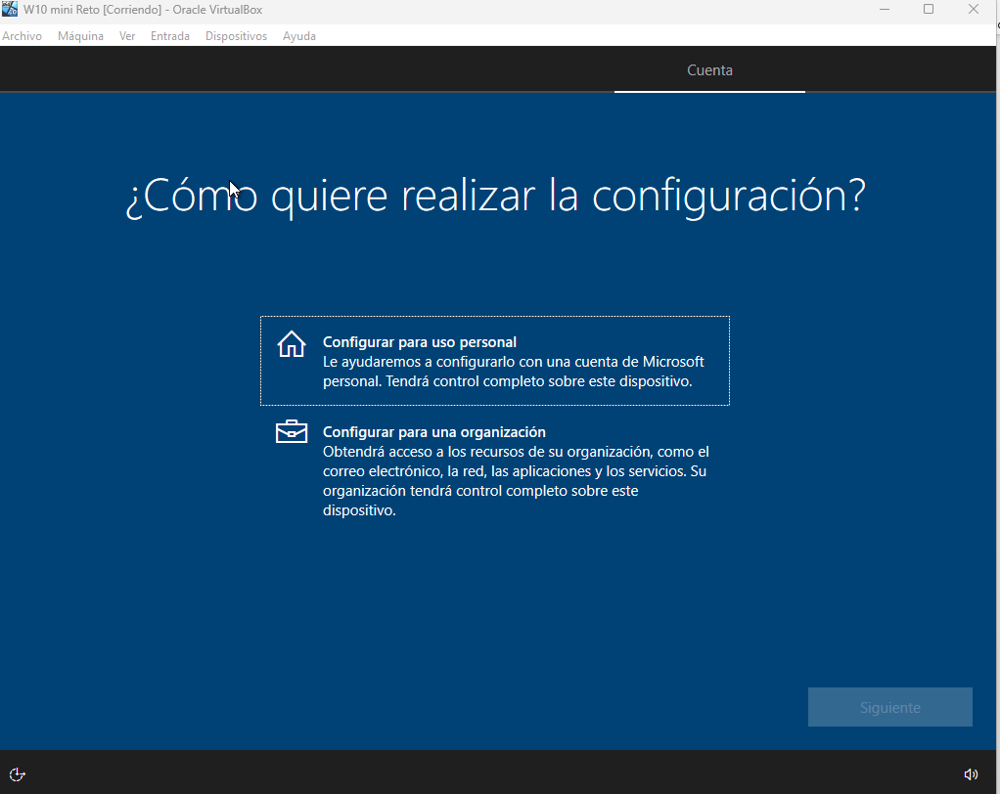 W10 mini Reto [Corriendo] - Oracle VirtualBox
Archivo Máquina Ver Entrada Dispositivos Ayuda
Cuenta
¿Cómo quiere realizar la configuración?
Configurar para uso personal
Le ayudaremos a configurarlo con una cuenta de Microsoft
personal. Tendrá control completo sobre este dispositivo.
Configurar para una organización
Obtendrá acceso a los recursos de su organización, como el
correo electrónico, la red, las aplicaciones y los servicios. Su
organización tendrá control completo sobre este
dispositivo.
Siguiente